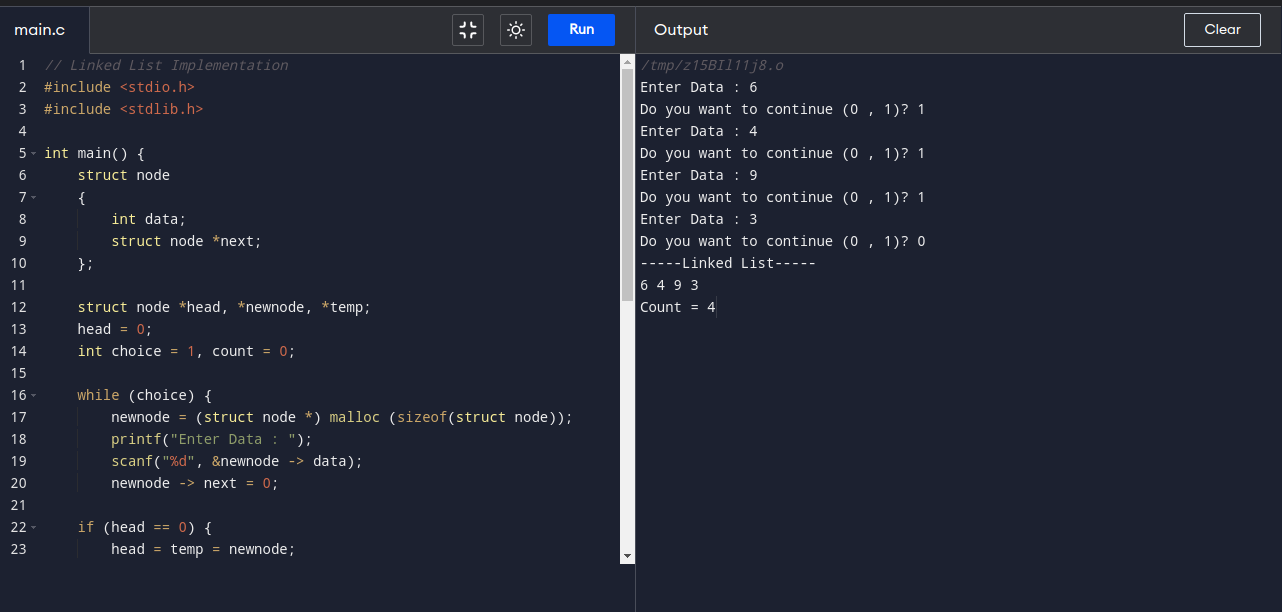 main.c
Run
1 // Linked List Implementation
2 #include <stdio.h>
3 #include <stdlib.h>
4
5 int main() {
6 struct node
7 {
8 int data;
9 struct node *next;
10 };
11
12 struct node *head, *newnode, *temp;
13 head = 0;
14 int choice = 1, count = 0;
15
16 while (choice) {
17 newnode = (struct node *) malloc (sizeof(struct node));
18 printf("Enter Data : ");
19 scanf("%d", &newnode -> data);
20 newnode -> next = 0;
21
22 if (head == 0) {
23 head = temp = newnode;
Output
Clear
/tmp/z15BIl11j8.o
Enter Data : 6
Do you want to continue (0 , 1)? 1
Enter Data : 4
Do you want to continue (0 , 1)? 1
Enter Data : 9
Do you want to continue (0 , 1)? 1
Enter Data : 3
Do you want to continue (0 , 1)? 0
-----Linked List-----
6 4 9 3
Count = 4